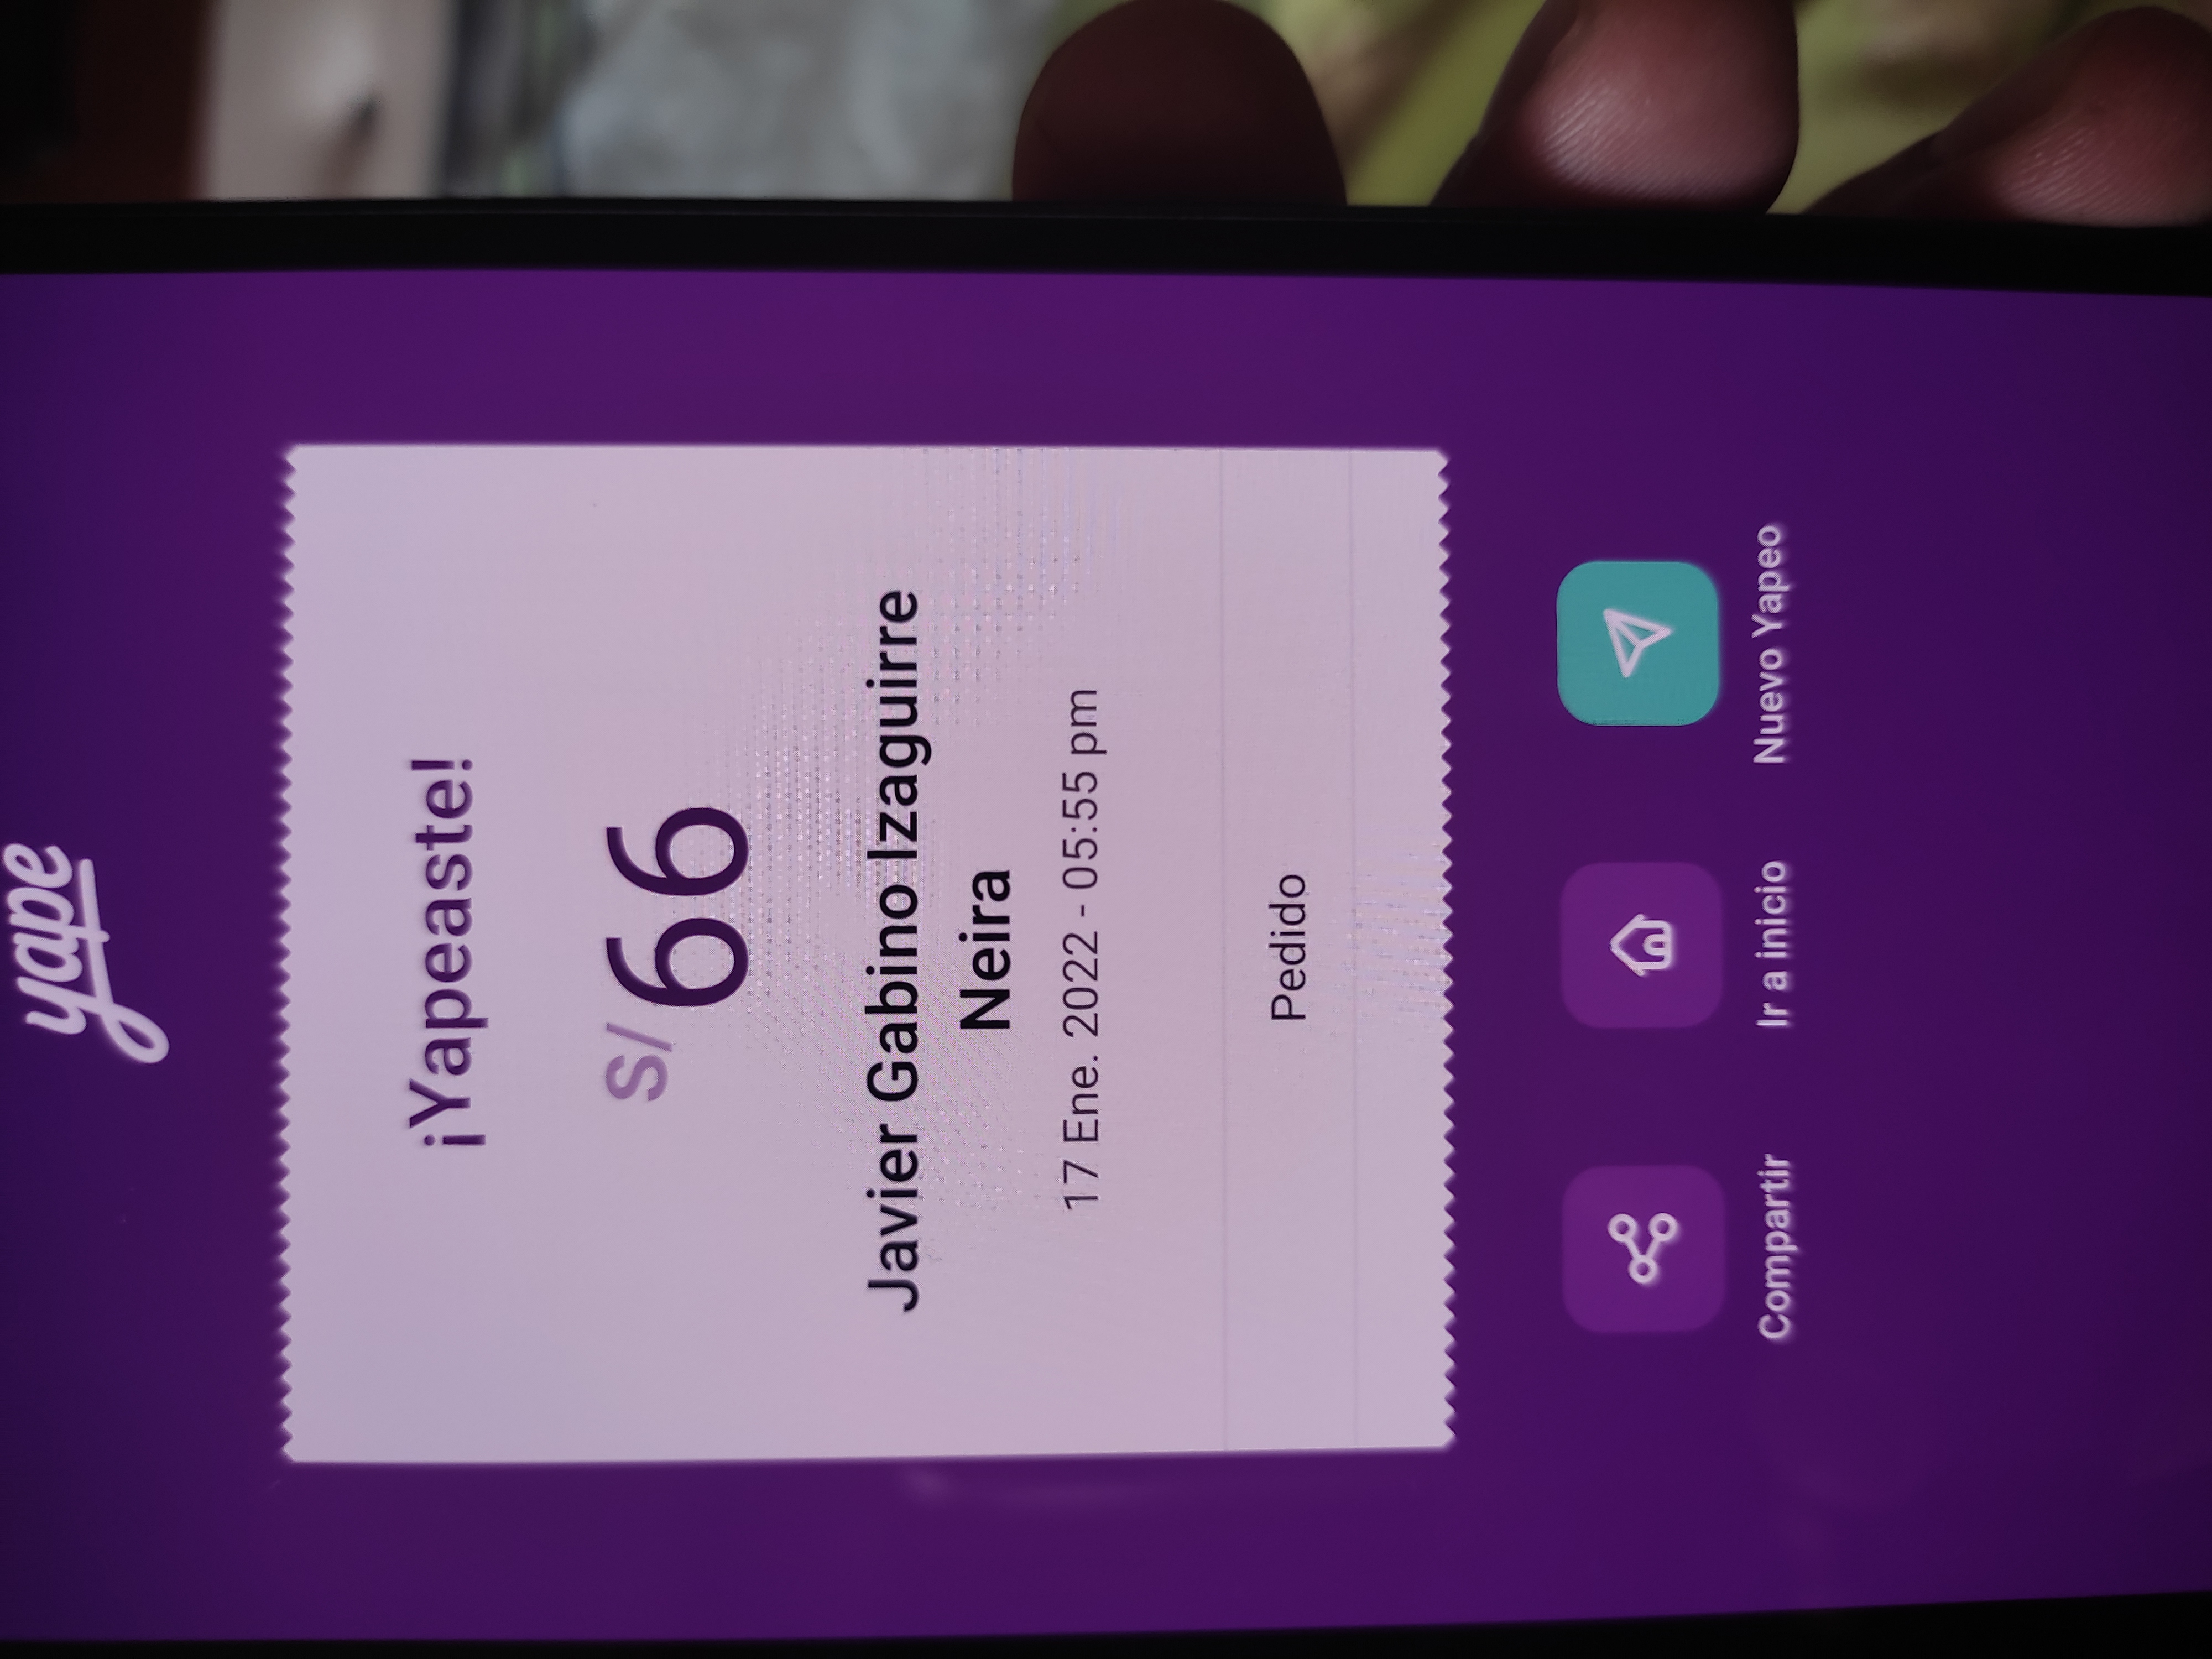 yape
¡Yapeaste!
S/66
Javier Gabino Izaguirre
Neira
17 Ene. 2022 - 05:55 pm
Pedido
Compartir
Ir a inicio
Nuevo Yapeo